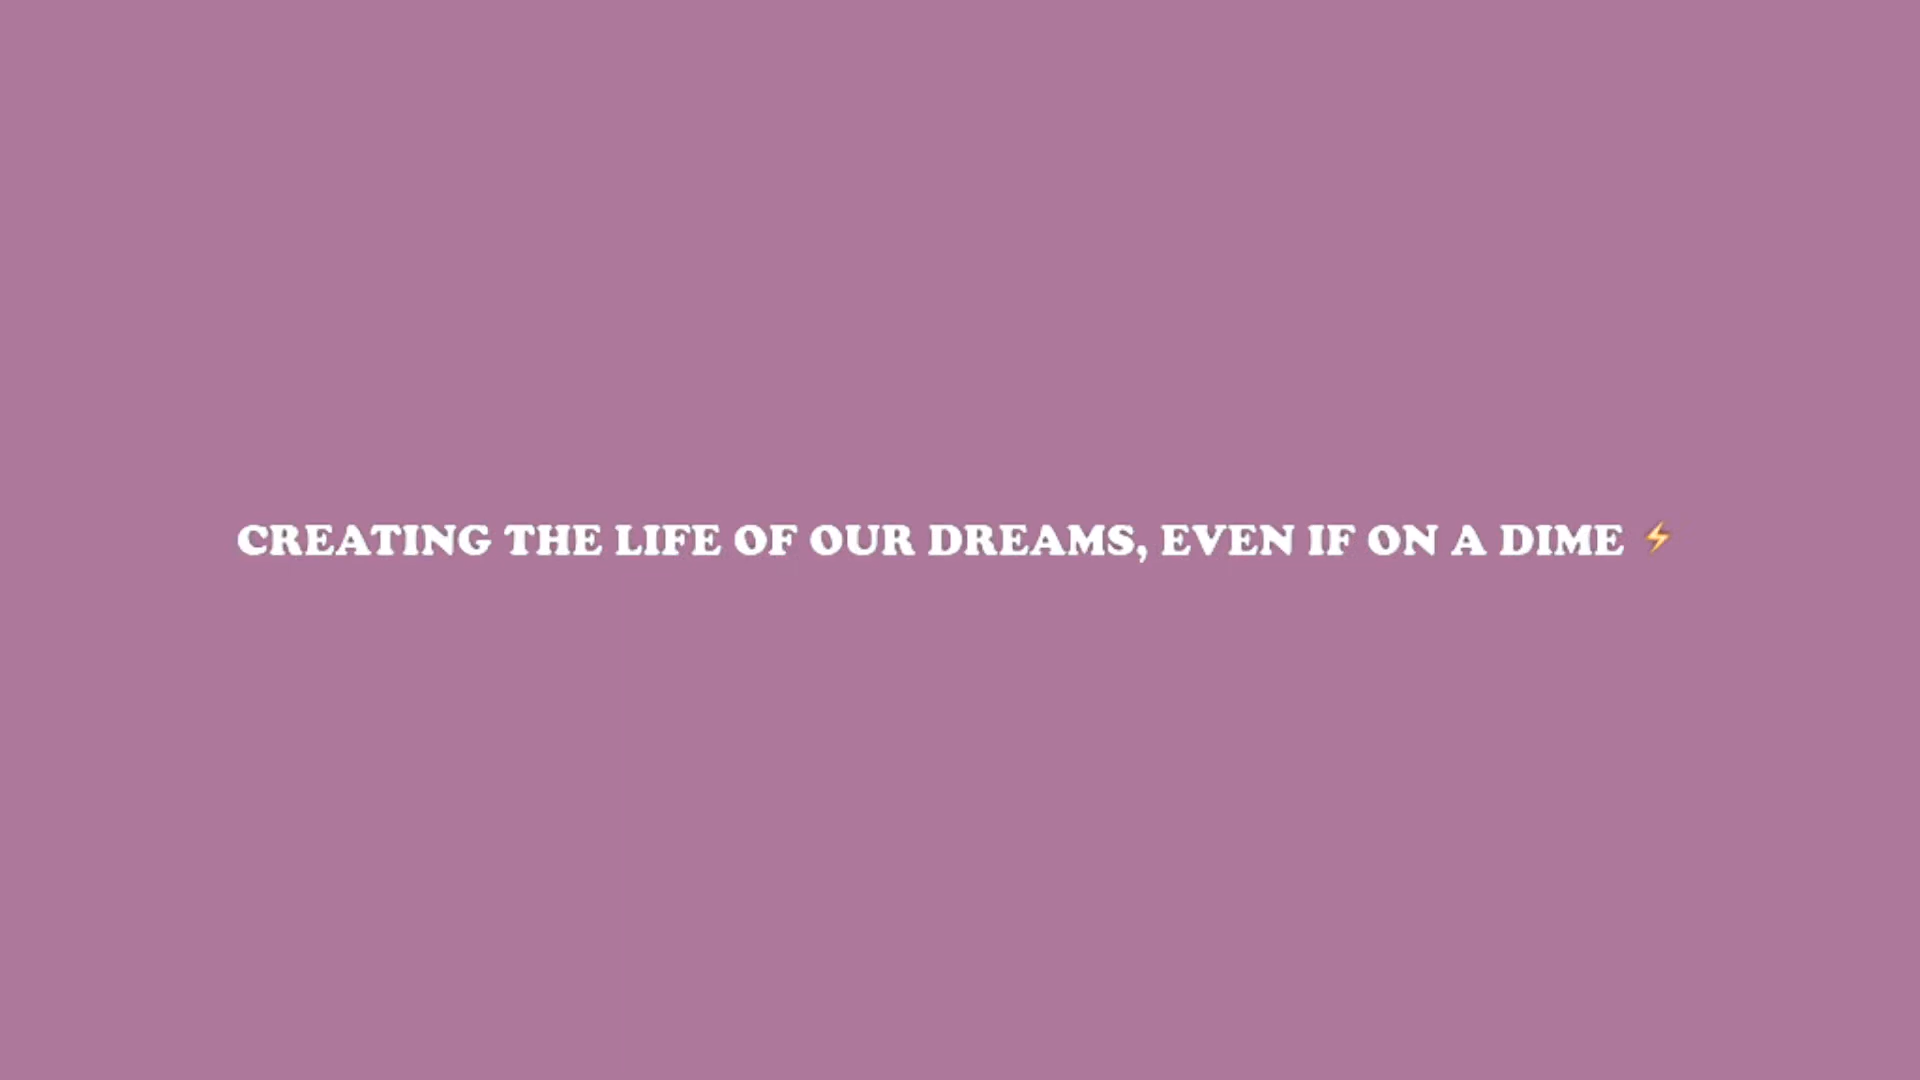 CREATING THE LIFE OF OUR DREAMS, EVEN IF ON A DIME ⚡